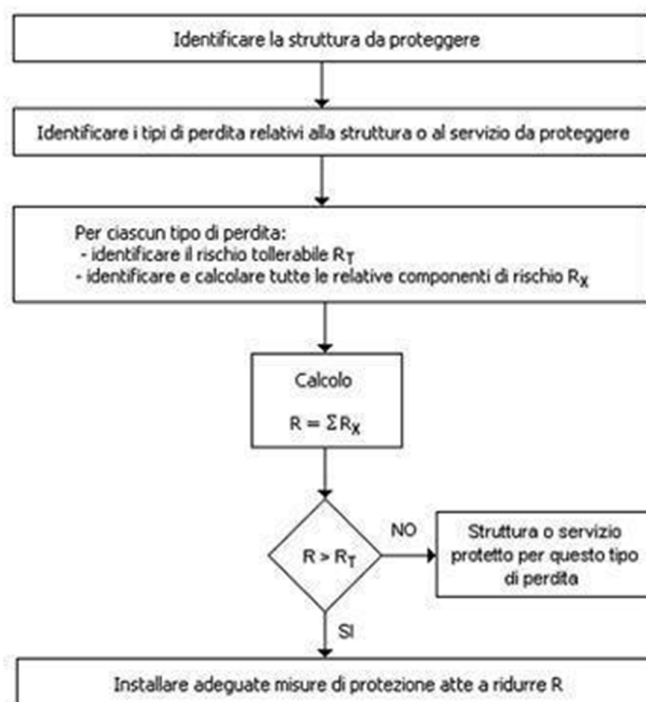 Identificare la struttura da proteggere
Identificare i tipi di perdita relativi alla struttura o al servizio da proteggere
Per ciascun tipo di perdita:
- identificare il rischio tollerabile RT
- identificare e calcolare tutte le relative componenti di rischio RX
Calcolo
R = ΣRX
R > RT
NO
Struttura o servizio
protetto per questo tipo
di perdita
SI
Installare adeguate misure di protezione atte a ridurre R